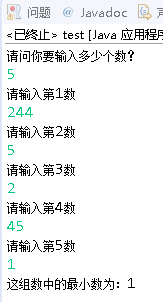 问题 @ Javadoc
<已终止> test [Java 应用程序
请问你要输入多少个数？
5
请输入第1数
244
请输入第2数
5
请输入第3数
2
请输入第4数
45
请输入第5数
1
这组数中的最小数为：1